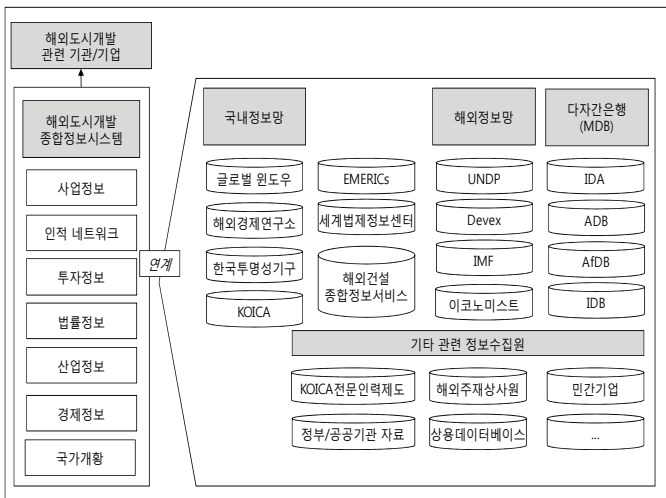 해외도시개발
관련 기관/기업
해외도시개발
종합정보시스템
사업정보
인적 네트워크
투자정보
법률정보
산업정보
경제정보
국가개황
연계
국내정보망
해외정보망
다자간은행
(MDB)
글로벌 윈도우
EMERICs
UNDP
IDA
해외경제연구소
세계법제정보센터
Devex
ADB
한국투명성기구
해외건설
종합정보서비스
IMF
AfDB
KOICA
이코노미스트
IDB
기타 관련 정보수집원
KOICA전문인력제도
해외주재상사원
민간기업
정부/공공기관 자료
상용데이터베이스
...